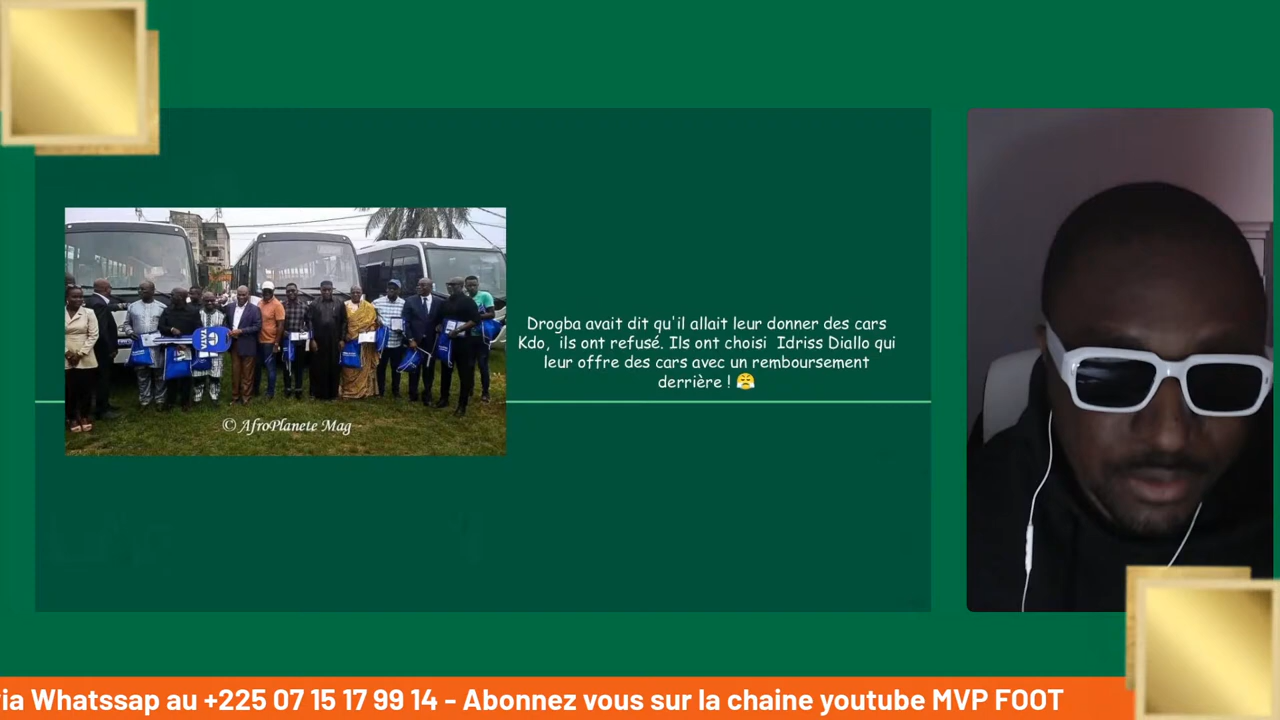 Drogba avait dit qu'il allait leur donner des cars
Kdo, ils ont refusé. Ils ont choisi Idriss Diallo qui
leur offre des cars avec un remboursement
derrière ! 😤
TATA
© AfroPlanete Mag
via Whatssap au +225 07 15 17 99 14 - Abonnez vous sur la chaine youtube MVP FOOT